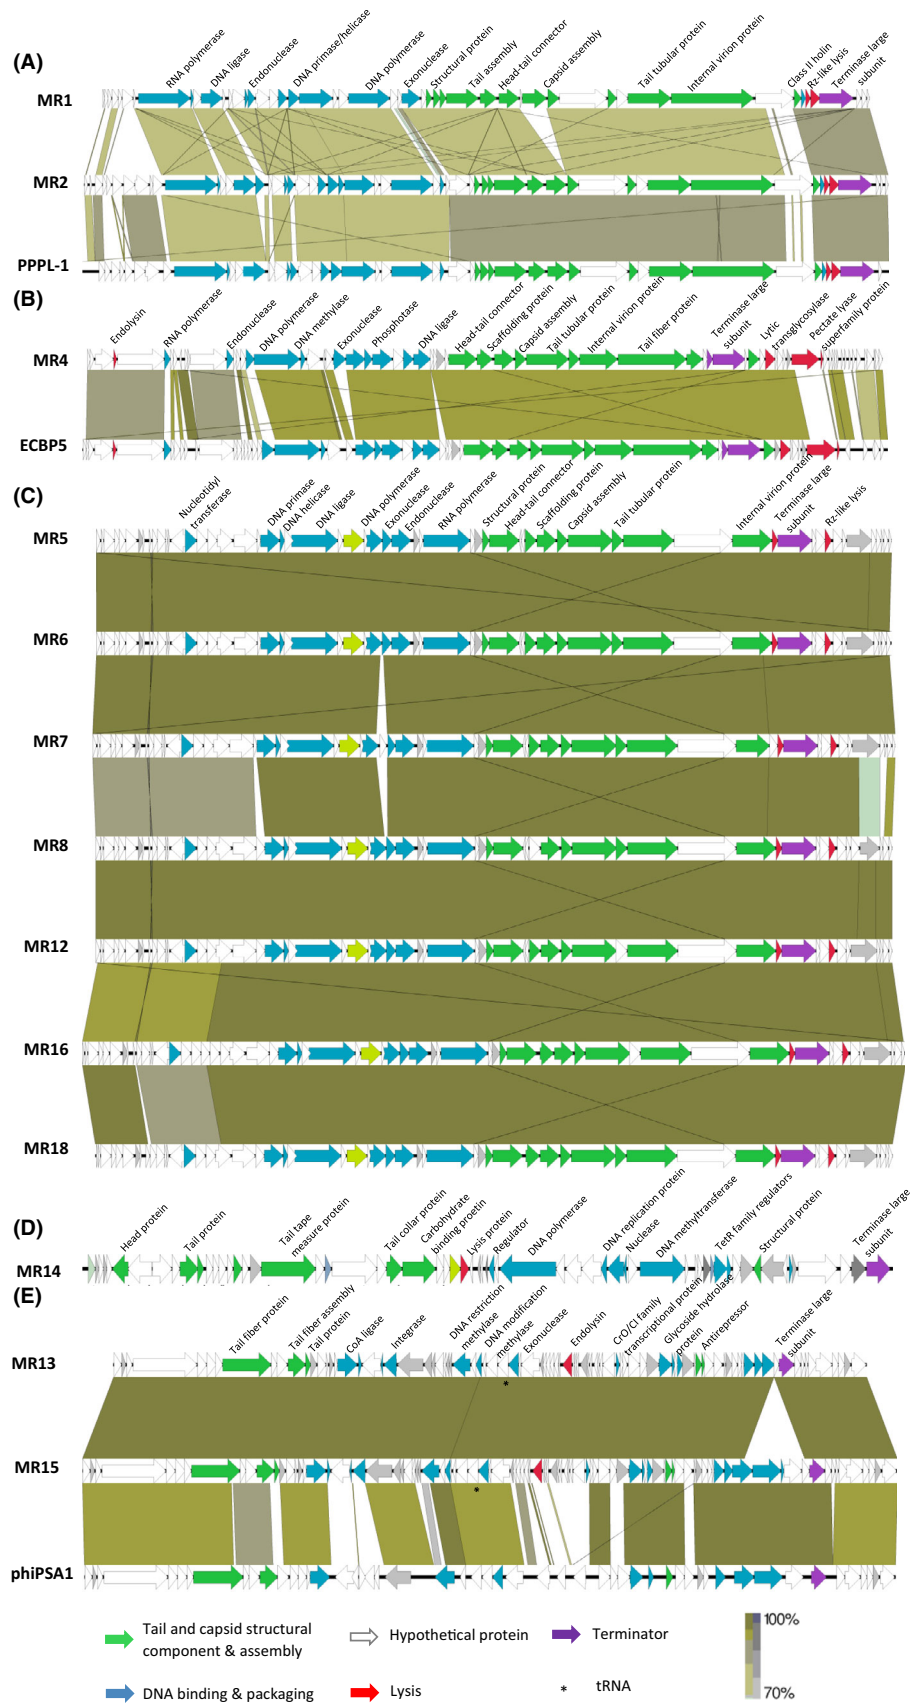 (A)
RNA polymerase
DNA ligase
Endonuclease
DNA primase/helicase
DNA polymerase
Exonuclease
Structural protein
Tail assembly
Head-tail connector
Capsid assembly
Tail tubular protein
Internal virion protein
Class II holin
Rz-like lysis
Terminase large
subunit
MR1
MR2
PPPL-1
(B)
Endolysin
RNA polymerase
Endonuclease
DNA polymerase
DNA methylase
Exonuclease
Phosphotase
DNA ligase
Head-tail connector
Scaffolding protein
Capsid assembly
Tail tubular protein
Internal virion protein
Tail fiber protein
Terminase large
subunit
Lytic
transglycosylase
Pectate lyase
superfamily protein
MR4
ECBP5
(C)
Nucleotidyl
transferase
DNA primase
DNA helicase
DNA ligase
DNA polymerase
Exonuclease
Endonuclease
RNA polymerase
Structural protein
Head-tail connector
Scaffolding protein
Capsid assembly
Tail tubular protein
Internal virion protein
Terminase large
subunit
Rz-like lysis
MR5
MR6
MR7
MR8
MR12
MR16
MR18
(D)
Head protein
Tail protein
Tail tape
measure protein
Tail collar protein
Carbohydrate
binding proetin
Lysis protein
Regulator
DNA polymerase
DNA replication protein
Nuclease
DNA methyltransferase
TetR family regulators
Structural protein
Terminase large
subunit
MR14
(E)
Tail fiber protein
Tail fiber assembly
Tail protein
CoA ligase
Integrase
DNA restriction
methylase
DNA modification
methylase
Exonuclease
Endolysin
CrO/CI family
transcriptional protein
Glycoside hydrolase
protein
Antirepressor
Terminase large
subunit
MR13
*
MR15
*
phiPSA1
Tail and capsid structural
component & assembly
Hypothetical protein
Terminator
DNA binding & packaging
Lysis
* tRNA
100%
70%